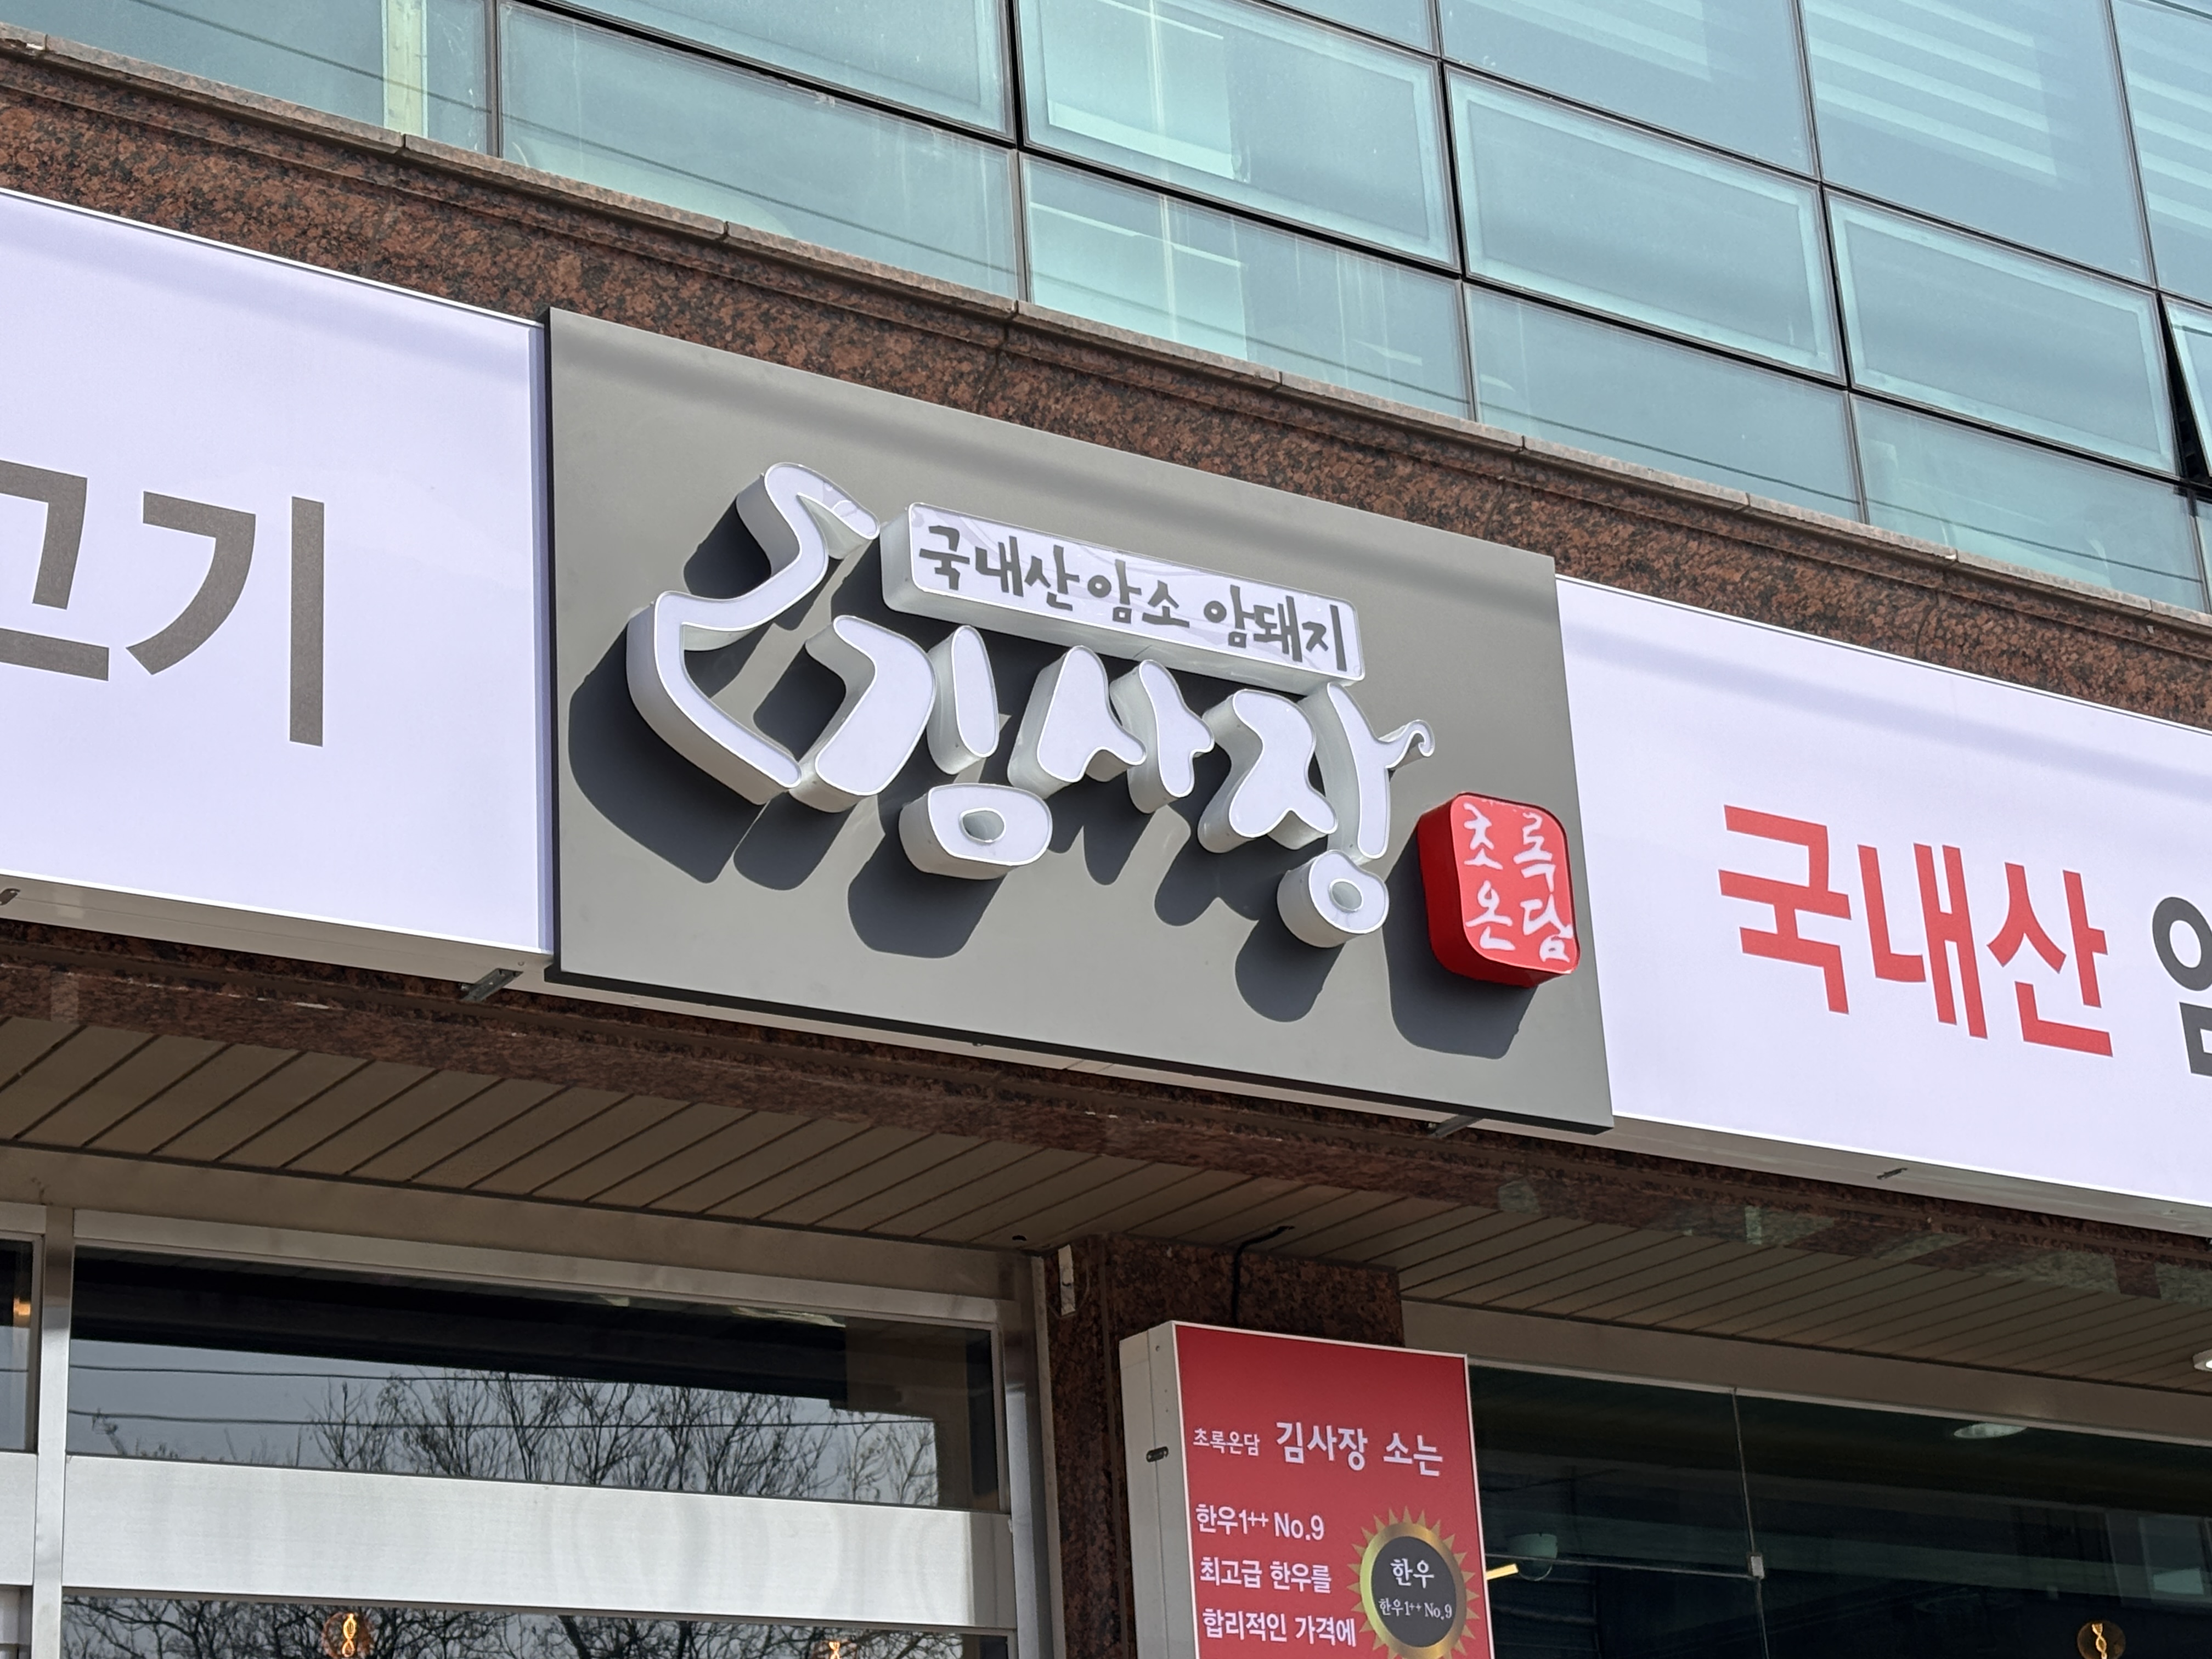 고기
국내산 암소 암돼지
김사장
초록
온담
국내산
초록온담 김사장 소는
한우1++ No.9
최고급 한우를
합리적인 가격에
한우
한우1++ No.9